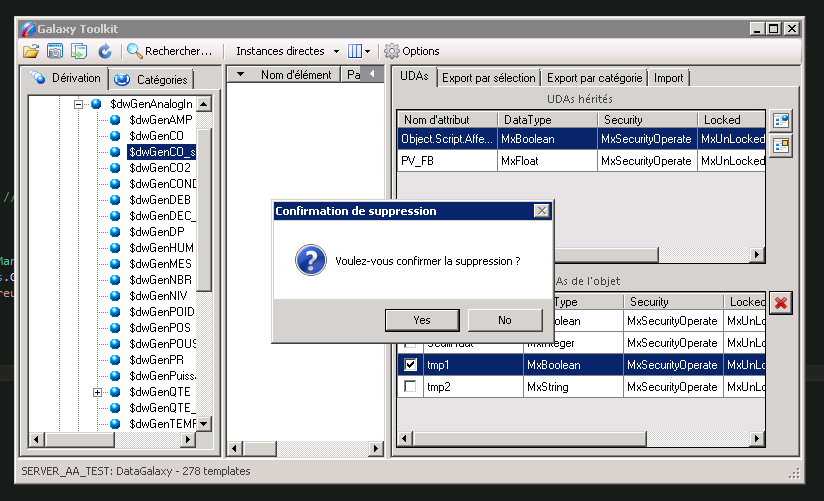 Galaxy Toolkit
Rechercher... Instances directes Options
Dérivation Catégories
$dwGenAnalogIn
$dwGenAMP
$dwGenCO
$dwGenCO_s
$dwGenCO2
$dwGenCOND
$dwGenDEB
$dwGenDEC_
$dwGenDP
$dwGenHUM
$dwGenMES
$dwGenNBR
$dwGenNIV
$dwGenPOID
$dwGenPOS
$dwGenPOUS
$dwGenPR
$dwGenPuiss
$dwGenQTE
$dwGenQTE_
$dwGenTEMF
Nom d'élément Pa
UDAs Export par sélection Export par catégorie Import
UDAs hérités
Nom d'attribut DataType Security Locked
Object.Script.Affe... MxBoolean MxSecurityOperate MxUnLocked
PV_FB MxFloat MxSecurityOperate MxUnLocked
Confirmation de suppression
Voulez-vous confirmer la suppression ?
Yes No
As de l'objet
Type Security Locked
olean MxSecurityOperate MxUnLo
MxSecurityOperate MxUnLo
tmp1 MxBoolean MxSecurityOperate MxUnLo
tmp2 MxString MxSecurityOperate MxUnLo
SERVER_AA_TEST: DataGalaxy - 278 templates
//